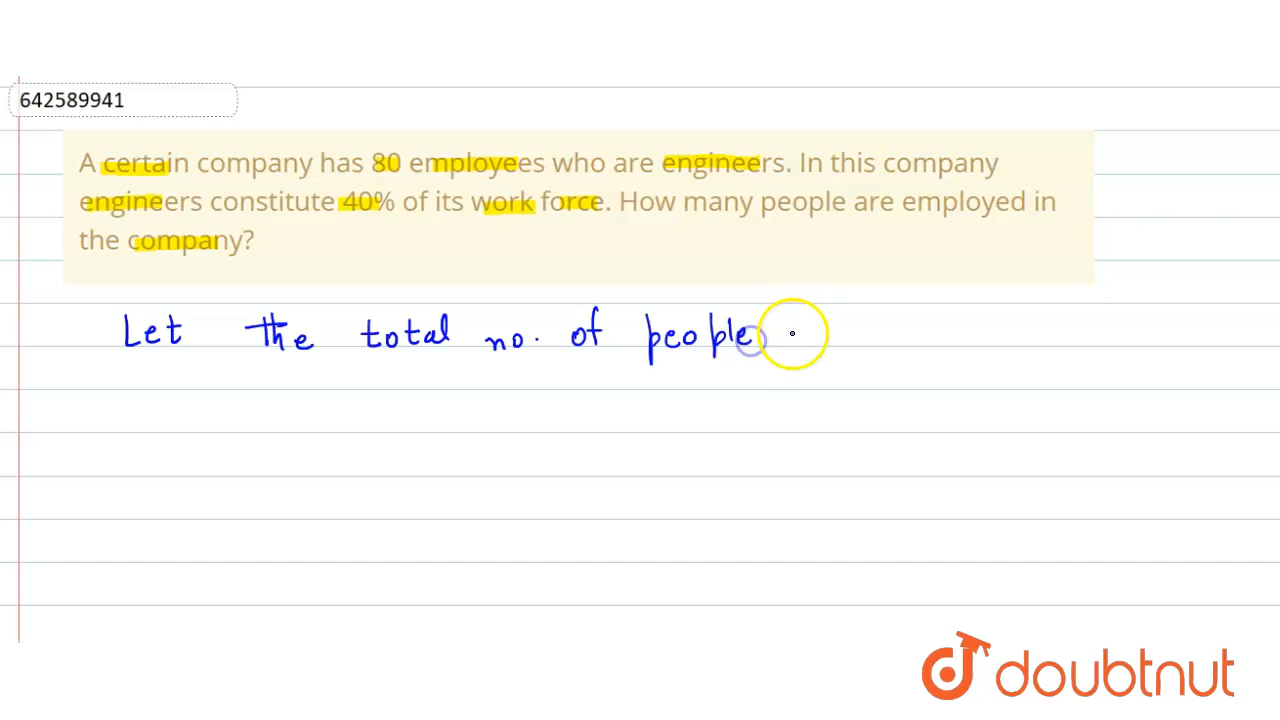 642589941
A certain company has 80 employees who are engineers. In this company
engineers constitute 40% of its work force. How many people are employed in
the company?
Let the total no. of people
doubtnut